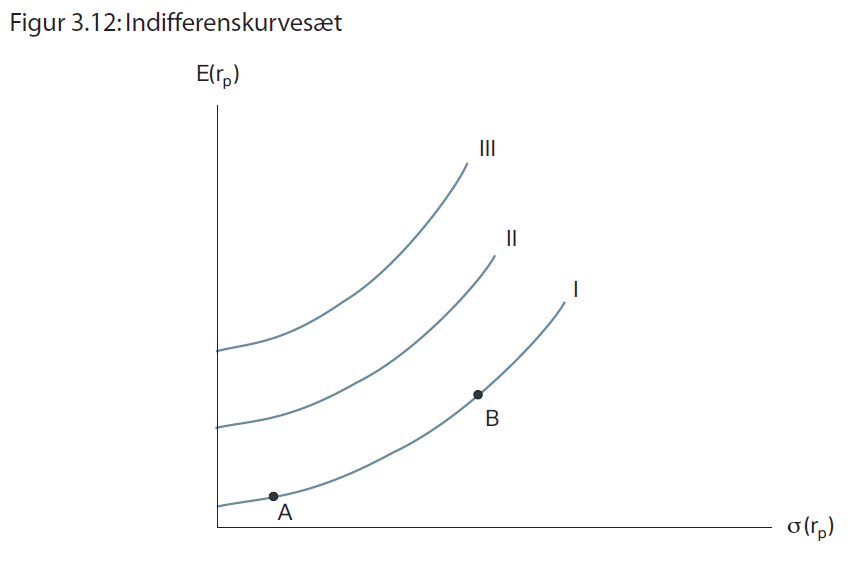 Figur 3.12: Indifferenskurvesæt
E(rp)
III
II
I
B
A
σ(rp)